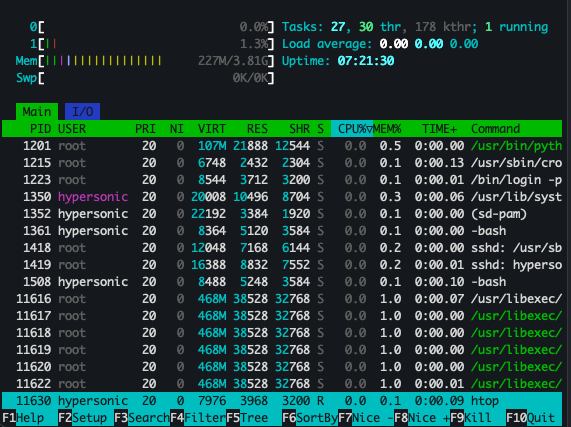 0[ 0.0%] Tasks: 27, 30 thr, 178 kthr; 1 running
1[|| 1.3%] Load average: 0.00 0.00 0.00
Mem[|||||||||||||||||| 227M/3.81G] Uptime: 07:21:30
Swp[ 0K/0K]
Main I/O
PID USER PRI NI VIRT RES SHR S CPU%▽MEM% TIME+ Command
1201 root 20 0 107M 21888 12544 S 0.0 0.5 0:00.00 /usr/bin/pyth
1215 root 20 0 6748 2432 2304 S 0.0 0.1 0:00.13 /usr/sbin/cro
1223 root 20 0 8544 3712 3200 S 0.0 0.1 0:00.01 /bin/login -p
1350 hypersonic 20 0 20008 10496 8704 S 0.0 0.3 0:00.06 /usr/lib/syst
1352 hypersonic 20 0 22192 3384 1920 S 0.0 0.1 0:00.00 (sd-pam)
1361 hypersonic 20 0 8364 5120 3584 S 0.0 0.1 0:00.00 -bash
1418 root 20 0 12048 7168 6144 S 0.0 0.2 0:00.00 sshd: /usr/sb
1419 root 20 0 16388 8832 7552 S 0.0 0.2 0:00.01 sshd: hyperso
1508 hypersonic 20 0 8488 5248 3584 S 0.0 0.1 0:00.10 -bash
11616 root 20 0 468M 38528 32768 S 0.0 1.0 0:00.07 /usr/libexec/
11617 root 20 0 468M 38528 32768 S 0.0 1.0 0:00.00 /usr/libexec/
11618 root 20 0 468M 38528 32768 S 0.0 1.0 0:00.00 /usr/libexec/
11619 root 20 0 468M 38528 32768 S 0.0 1.0 0:00.00 /usr/libexec/
11620 root 20 0 468M 38528 32768 S 0.0 1.0 0:00.00 /usr/libexec/
11622 root 20 0 468M 38528 32768 S 0.0 1.0 0:00.01 /usr/libexec/
11630 hypersonic 20 0 7976 3968 3200 R 0.0 0.1 0:00.09 htop
F1Help F2Setup F3SearchF4FilterF5Tree F6SortByF7Nice -F8Nice +F9Kill F10Quit